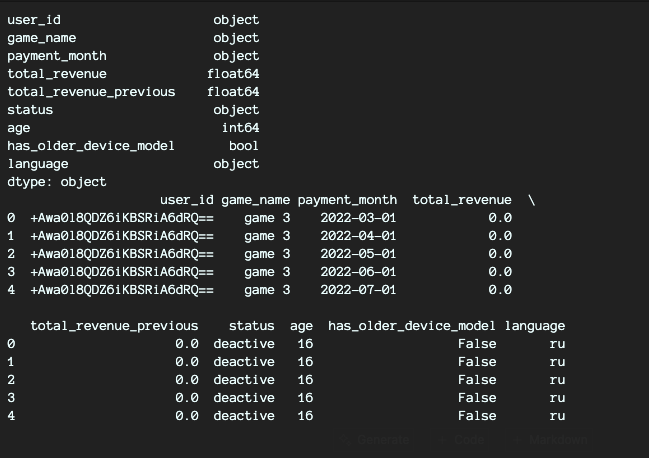 user_id object
game_name object
payment_month object
total_revenue float64
total_revenue_previous float64
status object
age int64
has_older_device_model bool
language object
dtype: object
user_id game_name payment_month total_revenue \
0 +Awa0l8QDZ6iKBSRiA6dRQ== game 3 2022-03-01 0.0
1 +Awa0l8QDZ6iKBSRiA6dRQ== game 3 2022-04-01 0.0
2 +Awa0l8QDZ6iKBSRiA6dRQ== game 3 2022-05-01 0.0
3 +Awa0l8QDZ6iKBSRiA6dRQ== game 3 2022-06-01 0.0
4 +Awa0l8QDZ6iKBSRiA6dRQ== game 3 2022-07-01 0.0
total_revenue_previous status age has_older_device_model language
0 0.0 deactive 16 False ru
1 0.0 deactive 16 False ru
2 0.0 deactive 16 False ru
3 0.0 deactive 16 False ru
4 0.0 deactive 16 False ru
Generate Code Markdown